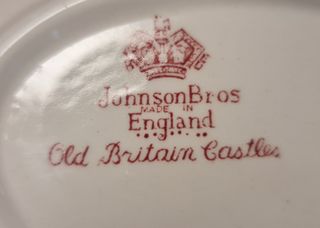 Johnson Bros
MADE IN
England
Old Britain Castles